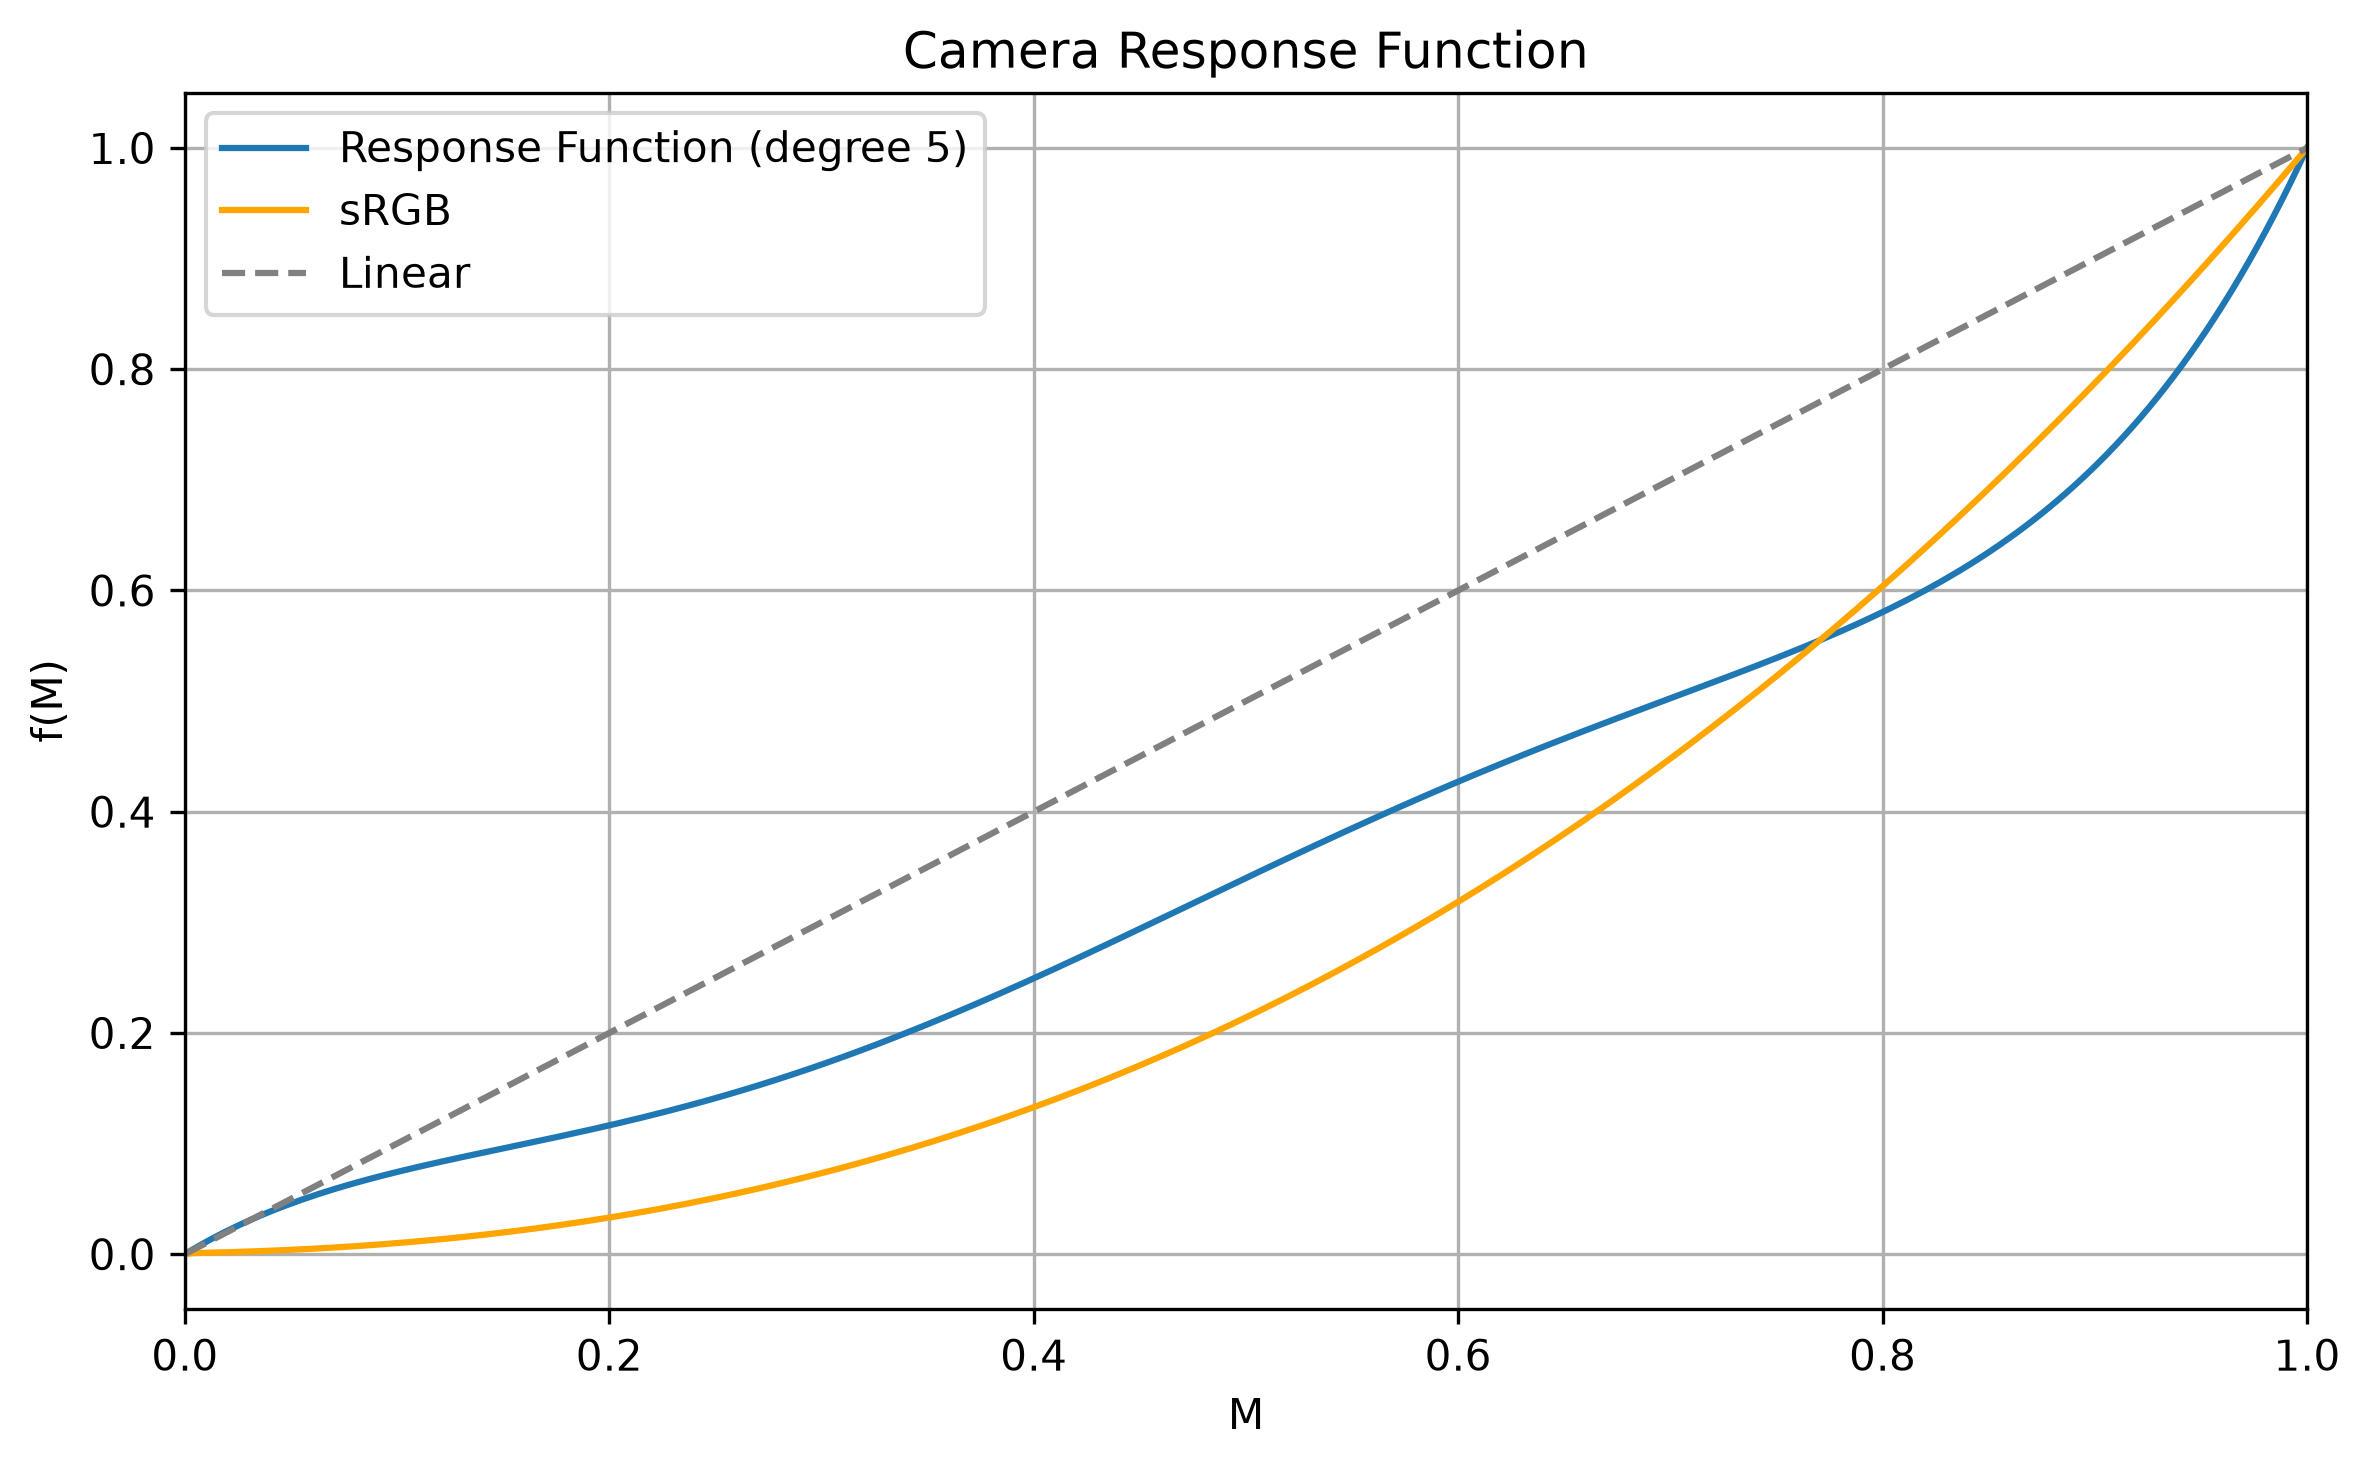 Camera Response Function
Response Function (degree 5)
sRGB
Linear
1.0
0.8
0.6
0.4
0.2
0.0
f(M)
0.0 0.2 0.4 0.6 0.8 1.0
M